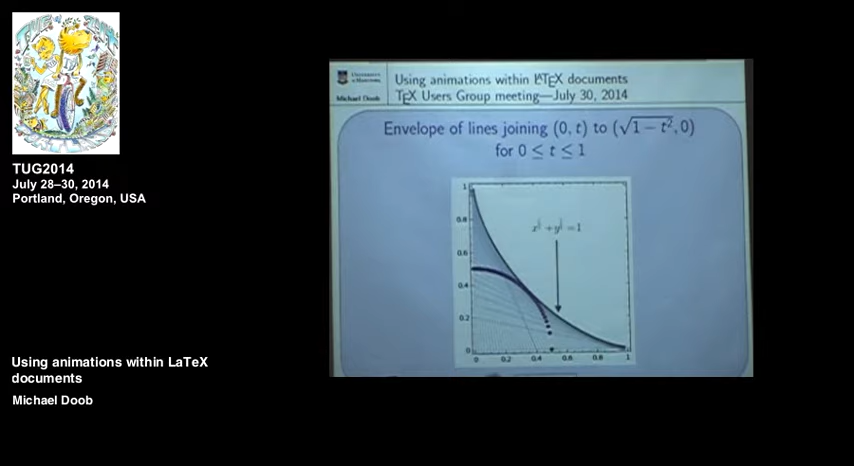 TUG2014
July 28–30, 2014
Portland, Oregon, USA
Using animations within LaTeX
documents
Michael Doob
Michael Doob
Using animations within LATEX documents
TEX Users Group meeting—July 30, 2014
Envelope of lines joining (0, t) to (√1 − t², 0)
for 0 ≤ t ≤ 1
1
0.8
0.6
0.4
0.2
0
0 0.2 0.4 0.6 0.8 1